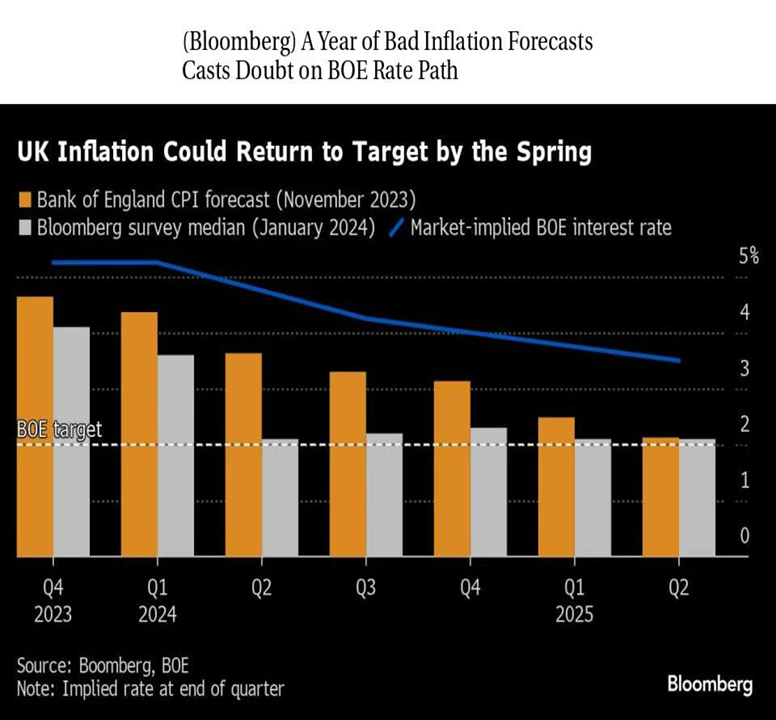 (Bloomberg) A Year of Bad Inflation Forecasts
Casts Doubt on BOE Rate Path
UK Inflation Could Return to Target by the Spring
Bank of England CPI forecast (November 2023)
Bloomberg survey median (January 2024) Market-implied BOE interest rate
5%
4
3
BOE target
2
1
0
Q4 Q1 Q2 Q3 Q4 Q1 Q2
2023 2024 2025
Source: Boomberg, BOE
Note: Implied rate at end of quarter
Bloomberg